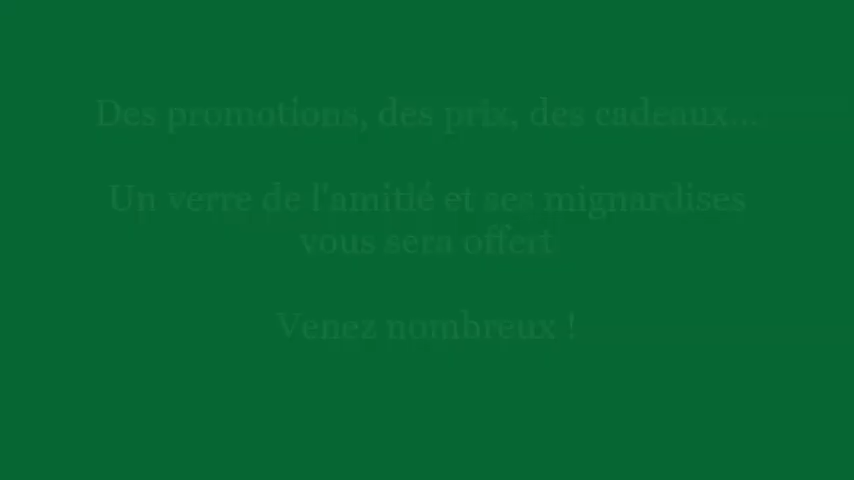 Des promotions, des prix, des cadeaux...
Un verre de l'amitié et ses mignardises
vous sera offert
Venez nombreux !